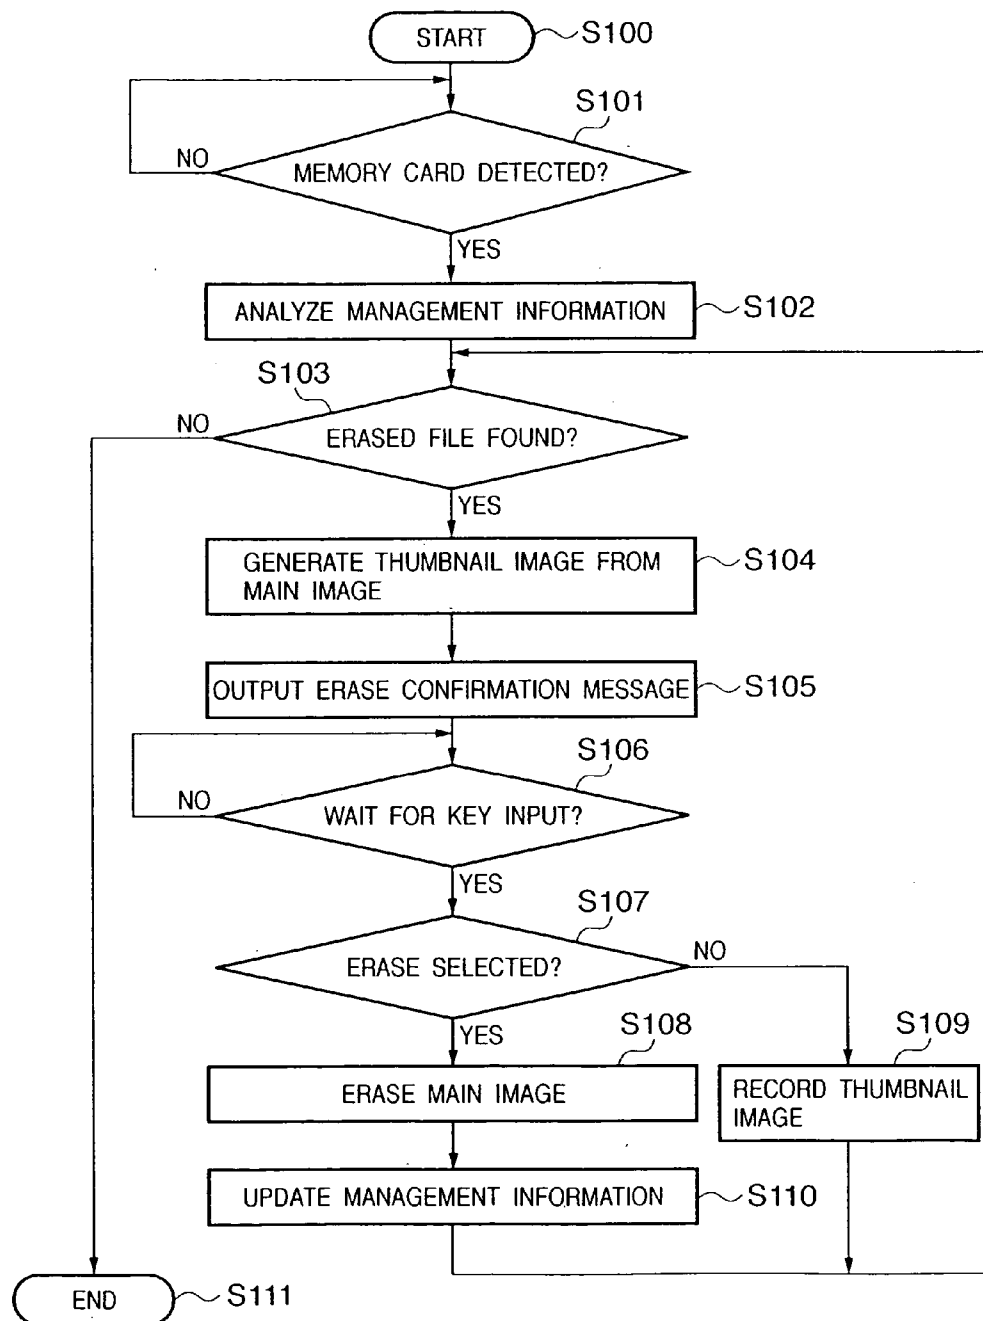 START
S100
S101
NO
MEMORY CARD DETECTED?
YES
ANALYZE MANAGEMENT INFORMATION
S102
S103
NO
ERASED FILE FOUND?
YES
GENERATE THUMBNAIL IMAGE FROM
MAIN IMAGE
S104
OUTPUT ERASE CONFIRMATION MESSAGE
S105
S106
NO
WAIT FOR KEY INPUT?
YES
S107
ERASE SELECTED?
NO
YES
S108
ERASE MAIN IMAGE
S109
RECORD THUMBNAIL
IMAGE
UPDATE MANAGEMENT INFORMATION
S110
END
S111